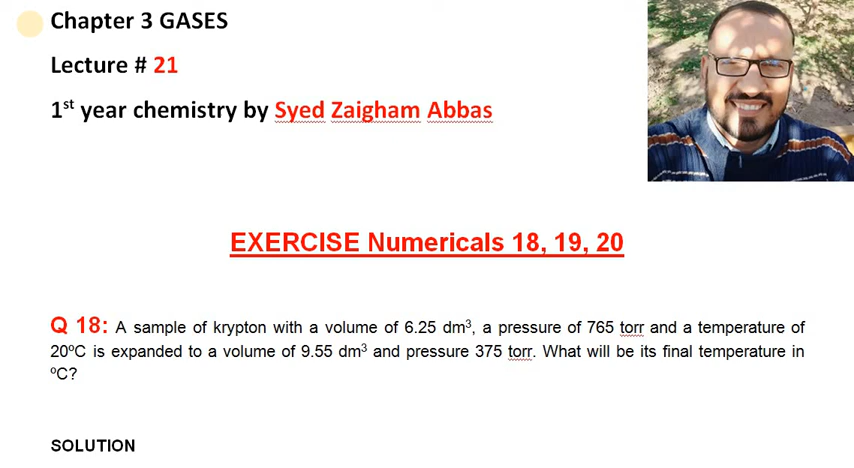 Chapter 3 GASES
Lecture # 21
1st year chemistry by Syed Zaigham Abbas
EXERCISE Numericals 18, 19, 20
Q 18: A sample of krypton with a volume of 6.25 dm³, a pressure of 765 torr and a temperature of
20ºC is expanded to a volume of 9.55 dm³ and pressure 375 torr. What will be its final temperature in
ºC?
SOLUTION